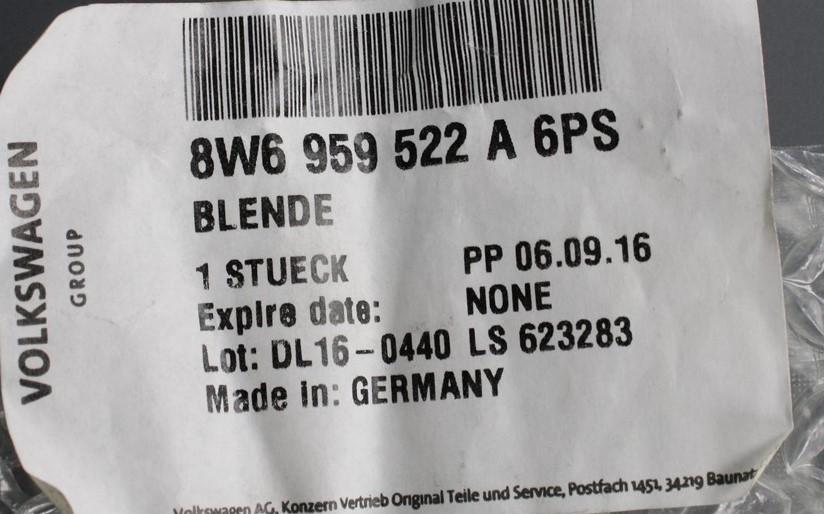 VOLKSWAGEN
GROUP
8W6 959 522 A 6PS
BLENDE
1 STUECK PP 06.09.16
Expire date: NONE
Lot: DL16-0440 LS 623283
Made in: GERMANY
Volkswagen AG, Konzern Vertrieb Original Teile und Service, Postfach 1451, 34219 Baunat